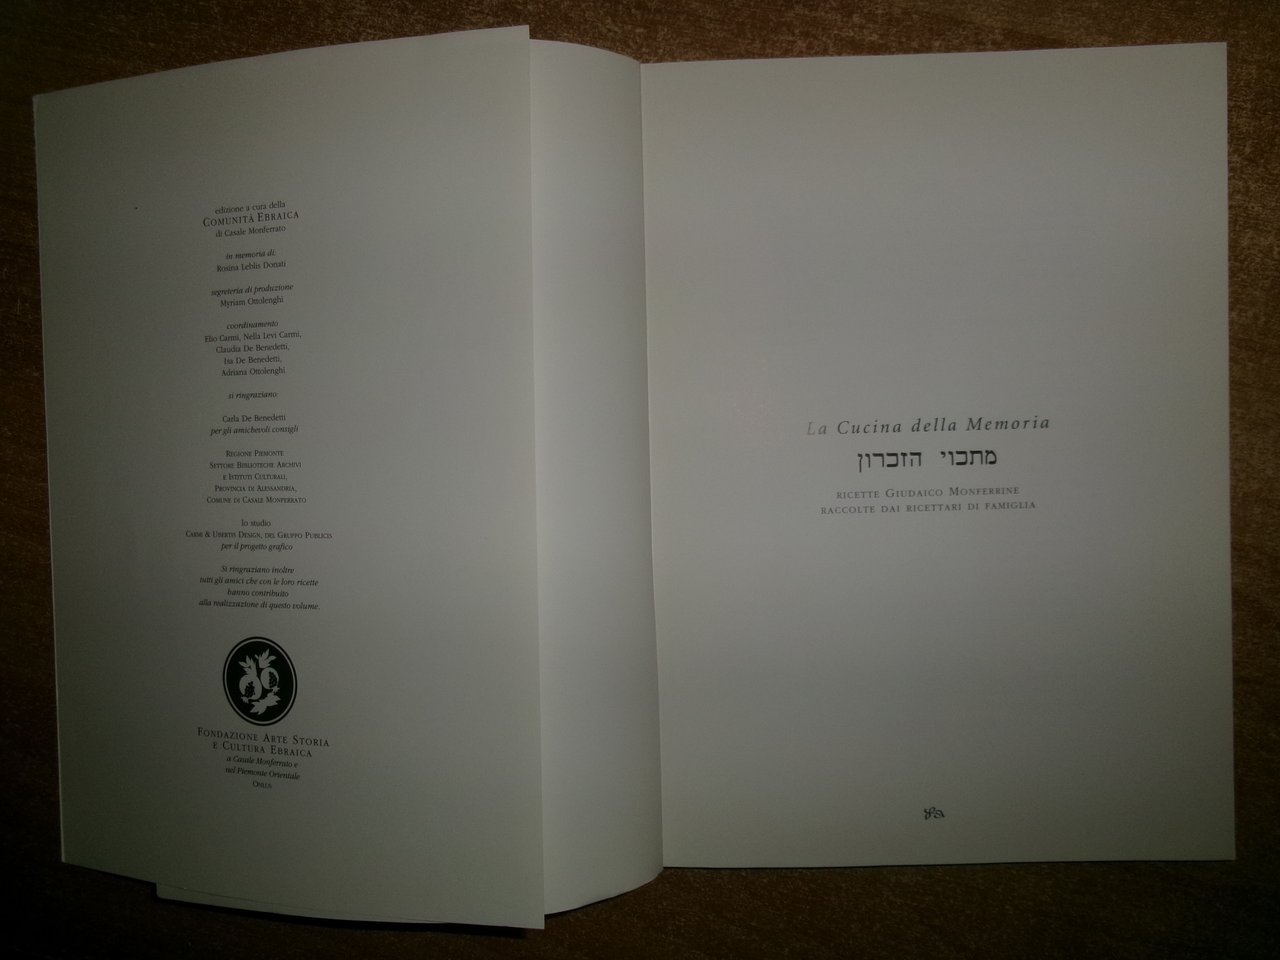 edizione a cura della
COMUNITÀ EBRAICA
di Casale Monferrato
in memoria di
Rosina Leblis Donati
segreteria di produzione
Myriam Ottolenghi
coordinamento
Elio Carmi, Nella Levi Carmi,
Claudia De Benedetti,
Isa De Benedetti,
Adriana Ottolenghi
si ringraziano:
Carla De Benedetti
per gli amichevoli consigli
REGIONE PIEMONTE
SETTORE BIBLIOTECHE ARCHIVI
E ISTITUTI CULTURALI,
PROVINCIA DI ALESSANDRIA,
COMUNE DI CASALE MONFERRATO
lo studio
CARMI & UBERTIS DESIGN, DEL GRUPPO PUBLICIS
per il progetto grafico
Si ringraziano inoltre
tutti gli amici che con le loro ricette
hanno contribuito
alla realizzazione di questo volume.
FONDAZIONE ARTE STORIA
E CULTURA EBRAICA
a Casale Monferrato e
nel Piemonte Orientale
ONLUS
La Cucina della Memoria
מתכוני הזכרון
RICETTE GIUDAICO MONFERRINE
RACCOLTE DAI RICETTARI DI FAMIGLIA